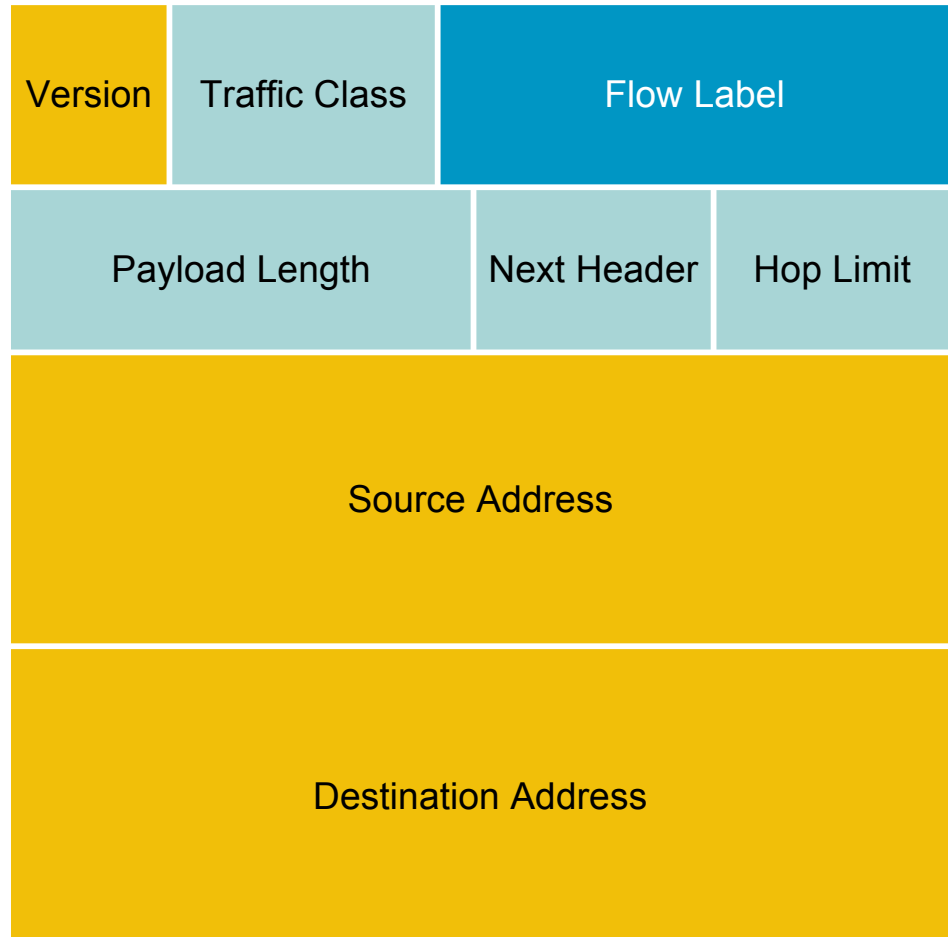 Version Traffic Class Flow Label
Payload Length Next Header Hop Limit
Source Address
Destination Address